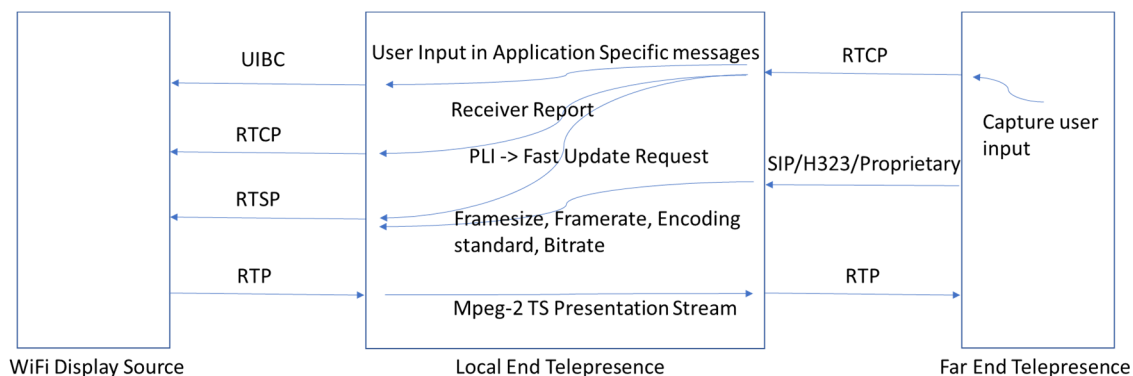 User Input in Application Specific messages
UIBC
RTCP
Receiver Report
Capture user
input
RTCP
PLI -> Fast Update Request
SIP/H323/Proprietary
RTSP
Framesize, Framerate, Encoding
standard, Bitrate
RTP
RTP
Mpeg-2 TS Presentation Stream
WiFi Display Source
Local End Telepresence
Far End Telepresence